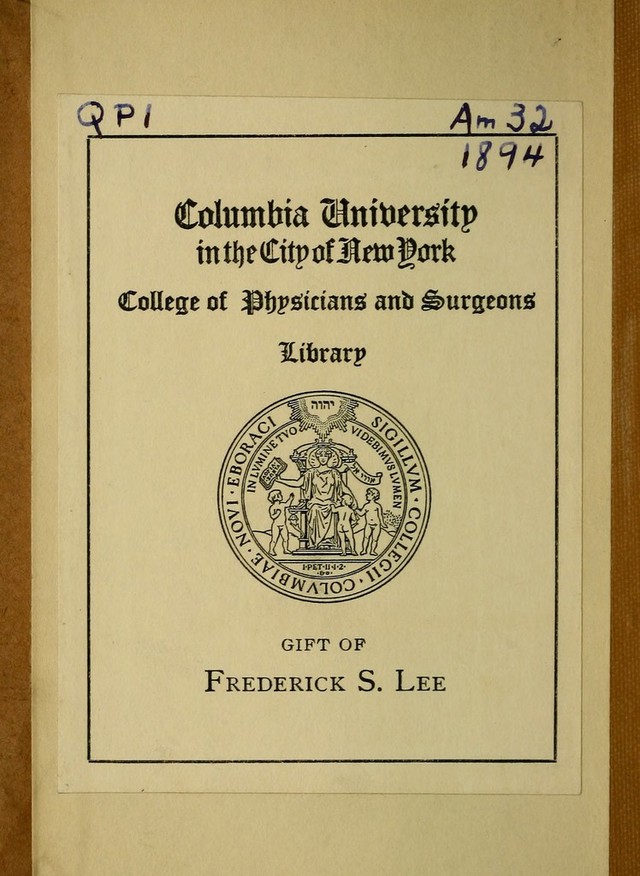 QP1 Am 32
1894
Columbia University
in the City of New York
College of Physicians and Surgeons
Library
יהוה
SIGILLVM · COLLEGII · COLVMBIAE · NOVI · EBORACI
IN LVMINE TVO VIDEBIMVS LVMEN
I·PET·II·1·2·
GIFT OF
FREDERICK S. LEE